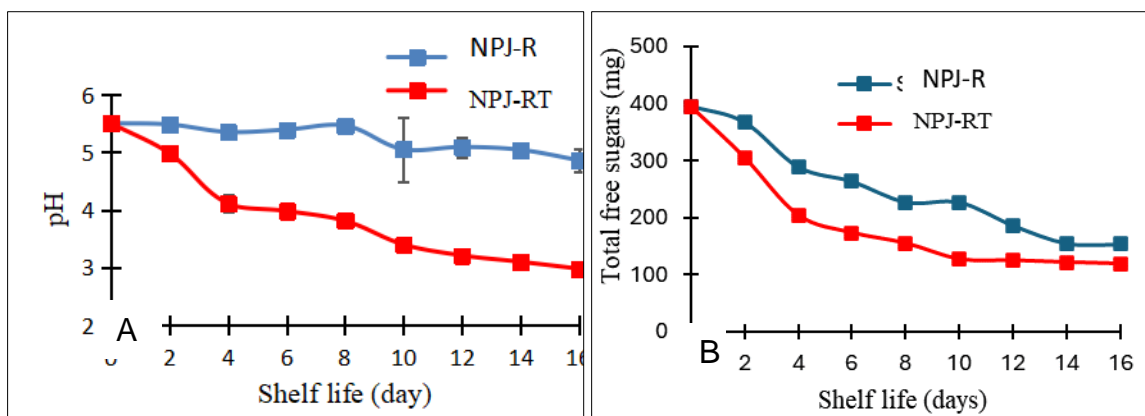 NPJ-R
NPJ-RT
6
5
4
3
2
pH
A
2 4 6 8 10 12 14 16
Shelf life (day)
500
400
300
200
100
0
Total free sugars (mg)
NPJ-R
NPJ-RT
B
2 4 6 8 10 12 14 16
Shelf life (days)